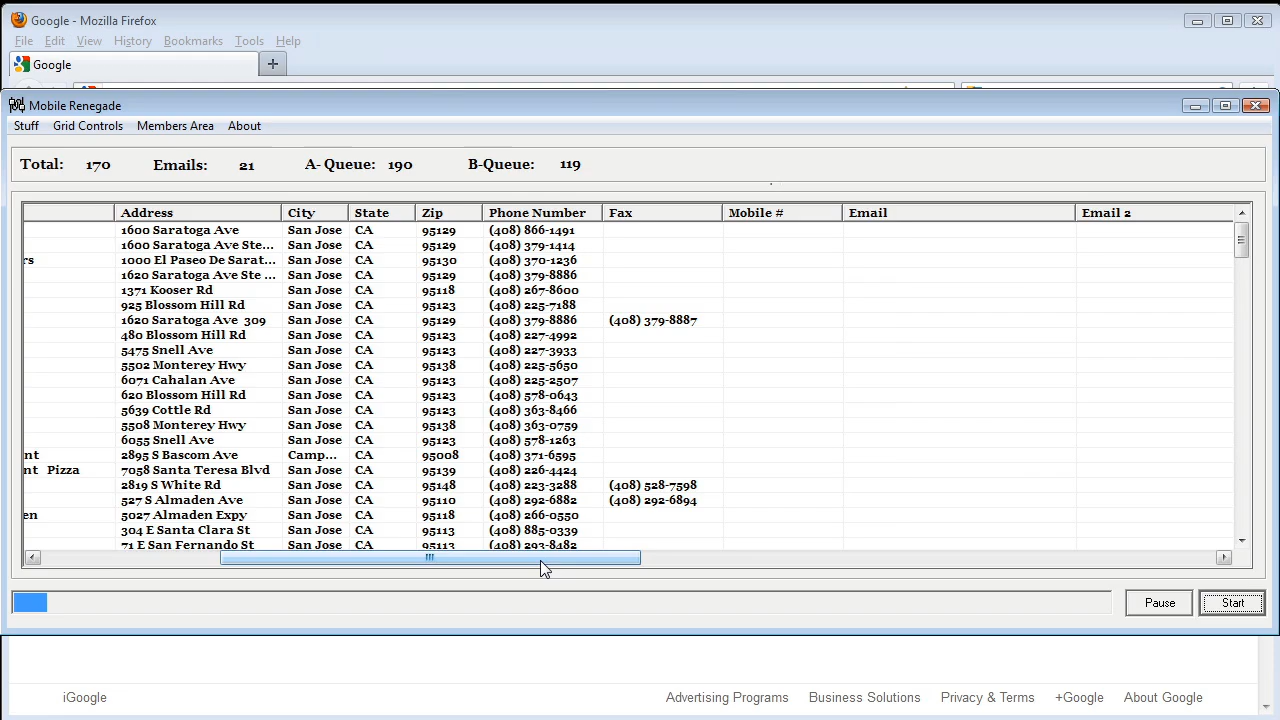 Google - Mozilla Firefox
File Edit View History Bookmarks Tools Help
Google +
Mobile Renegade
Stuff Grid Controls Members Area About
Total: 170 Emails: 21 A- Queue: 190 B-Queue: 119
Address City State Zip Phone Number Fax Mobile # Email Email 2
1600 Saratoga Ave San Jose CA 95129 (408) 866-1491
1600 Saratoga Ave Ste... San Jose CA 95129 (408) 379-1414
rs 1000 El Paseo De Sarat... San Jose CA 95130 (408) 370-1236
1620 Saratoga Ave Ste ... San Jose CA 95129 (408) 379-8886
1371 Kooser Rd San Jose CA 95118 (408) 267-8600
925 Blossom Hill Rd San Jose CA 95123 (408) 225-7188
1620 Saratoga Ave 309 San Jose CA 95129 (408) 379-8886 (408) 379-8887
480 Blossom Hill Rd San Jose CA 95123 (408) 227-4992
5475 Snell Ave San Jose CA 95123 (408) 227-3933
5502 Monterey Hwy San Jose CA 95138 (408) 225-5650
6071 Cahalan Ave San Jose CA 95123 (408) 225-2507
620 Blossom Hill Rd San Jose CA 95123 (408) 578-0643
5639 Cottle Rd San Jose CA 95123 (408) 363-8466
5508 Monterey Hwy San Jose CA 95138 (408) 363-0759
6055 Snell Ave San Jose CA 95123 (408) 578-1263
nt 2895 S Bascom Ave Camp... CA 95008 (408) 371-6595
nt Pizza 7058 Santa Teresa Blvd San Jose CA 95139 (408) 226-4424
2819 S White Rd San Jose CA 95148 (408) 223-3288 (408) 528-7598
527 S Almaden Ave San Jose CA 95110 (408) 292-6882 (408) 292-6894
en 5027 Almaden Expy San Jose CA 95118 (408) 266-0550
304 E Santa Clara St San Jose CA 95113 (408) 885-0339
71 E San Fernando St San Jose CA 95113 (408) 293-8482
Pause Start
iGoogle Advertising Programs Business Solutions Privacy & Terms +Google About Google